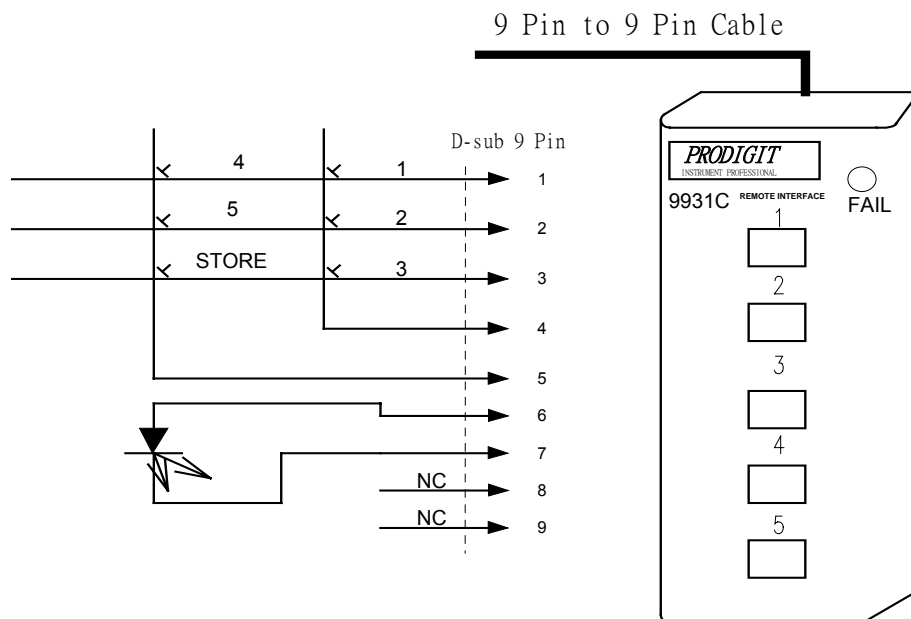 9 Pin to 9 Pin Cable
D-sub 9 Pin
4 1 1
5 2 2
STORE 3 3
4
5
6
7
NC 8
NC 9
PRODIGIT
INSTRUMENT PROFESSIONAL
9931C REMOTE INTERFACE FAIL
1
2
3
4
5